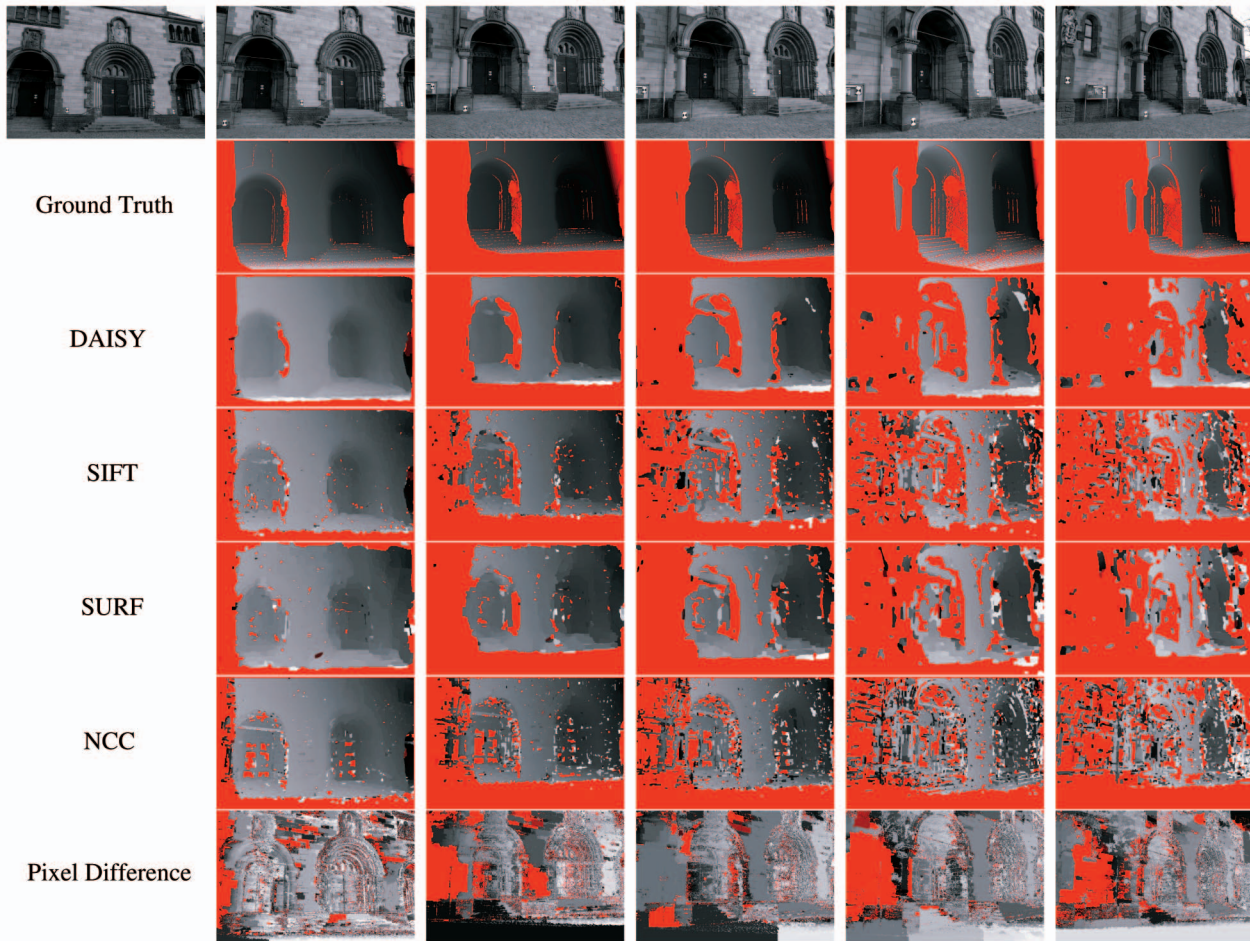 Ground Truth
DAISY
SIFT
SURF
NCC
Pixel Difference